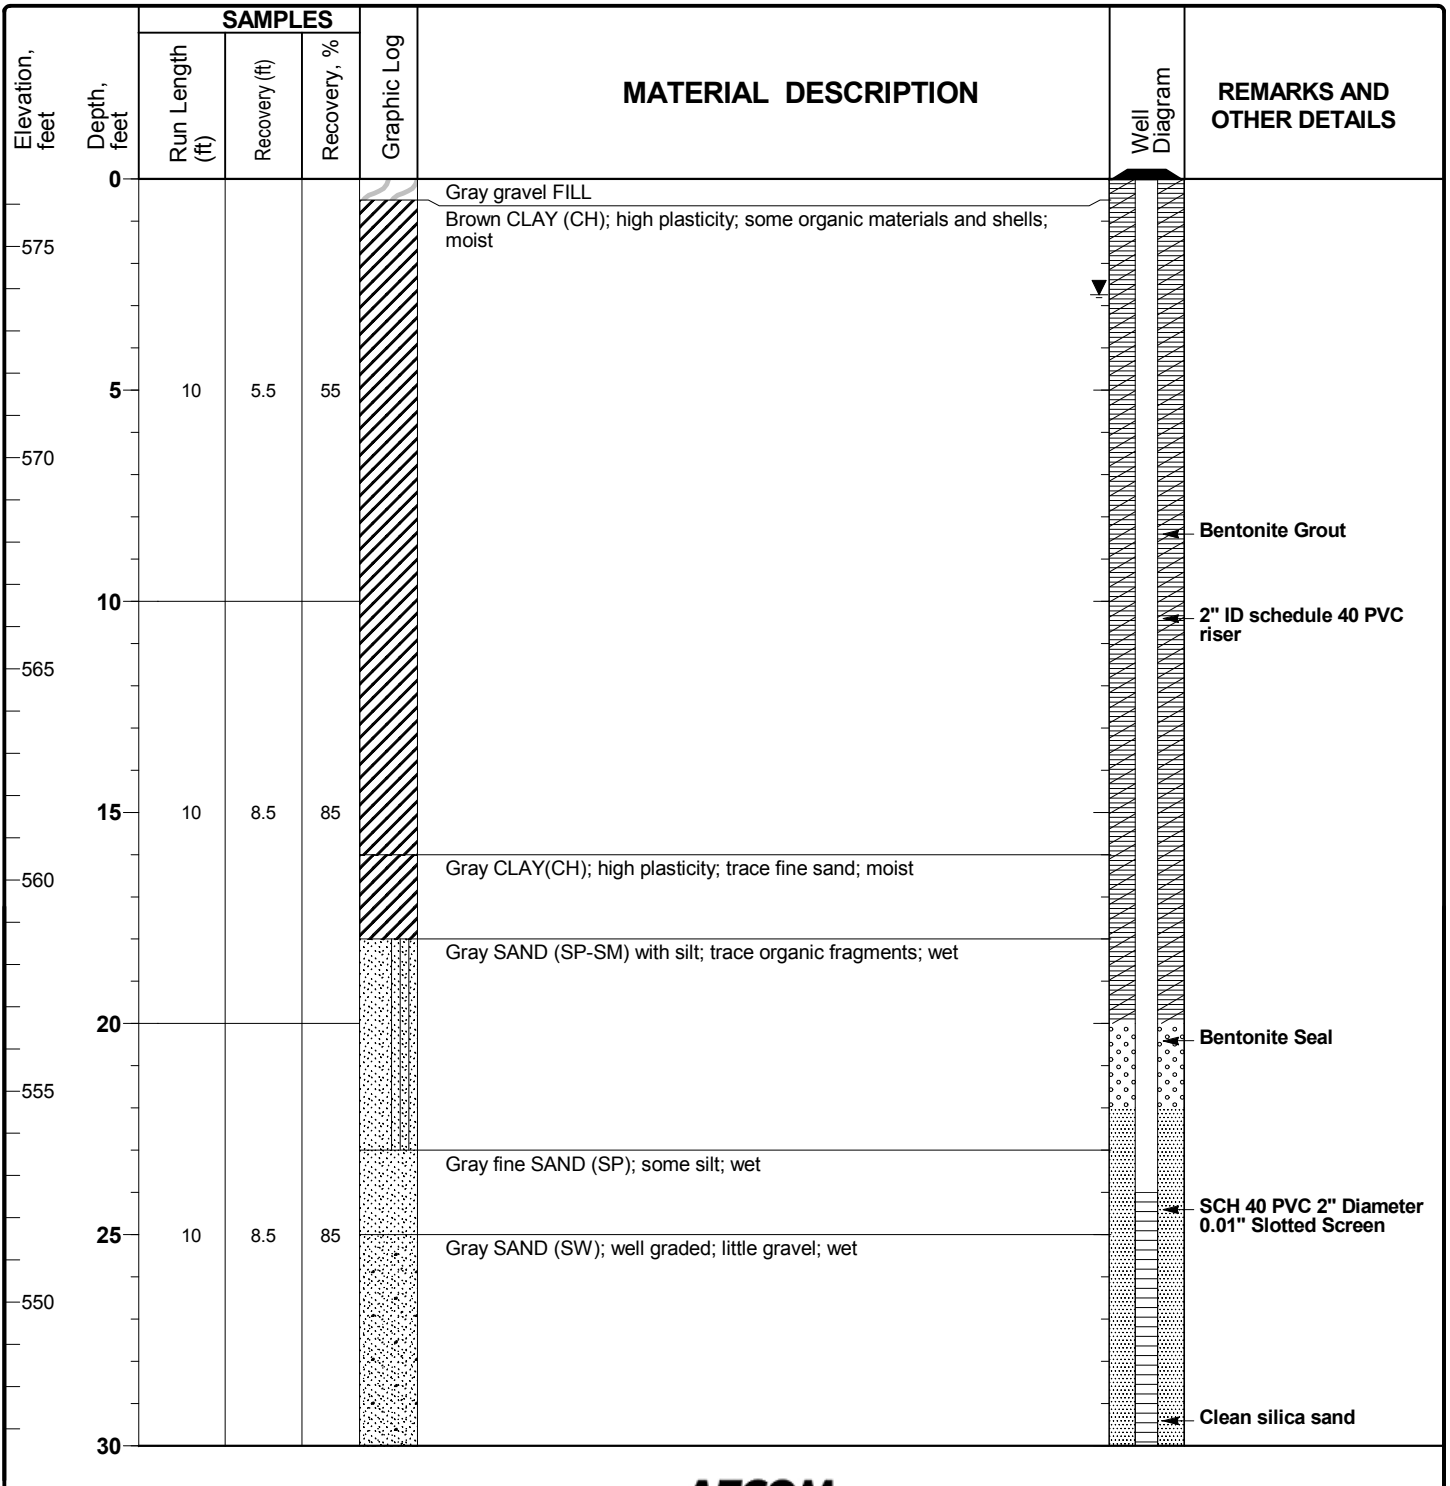 SAMPLES
Elevation,
feet
Depth,
feet
Run Length
(ft)
Recovery (ft)
Recovery, %
Graphic Log
MATERIAL DESCRIPTION
Well
Diagram
REMARKS AND
OTHER DETAILS
0
Gray gravel FILL
Brown CLAY (CH); high plasticity; some organic materials and shells;
moist
575
5
10
5.5
55
570
Bentonite Grout
10
2" ID schedule 40 PVC
riser
565
15
10
8.5
85
Gray CLAY(CH); high plasticity; trace fine sand; moist
560
Gray SAND (SP-SM) with silt; trace organic fragments; wet
20
Bentonite Seal
555
Gray fine SAND (SP); some silt; wet
SCH 40 PVC 2" Diameter
0.01" Slotted Screen
25
10
8.5
85
Gray SAND (SW); well graded; little gravel; wet
550
Clean silica sand
30
AECOM